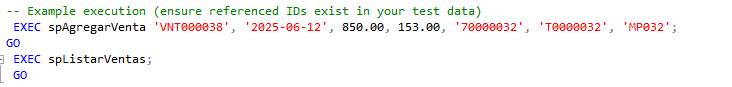 -- Example execution (ensure referenced IDs exist in your test data)
EXEC spAgregarVenta 'VNT000038', '2025-06-12', 850.00, 153.00, '70000032', 'T0000032', 'MP032';
GO
EXEC spListarVentas;
GO